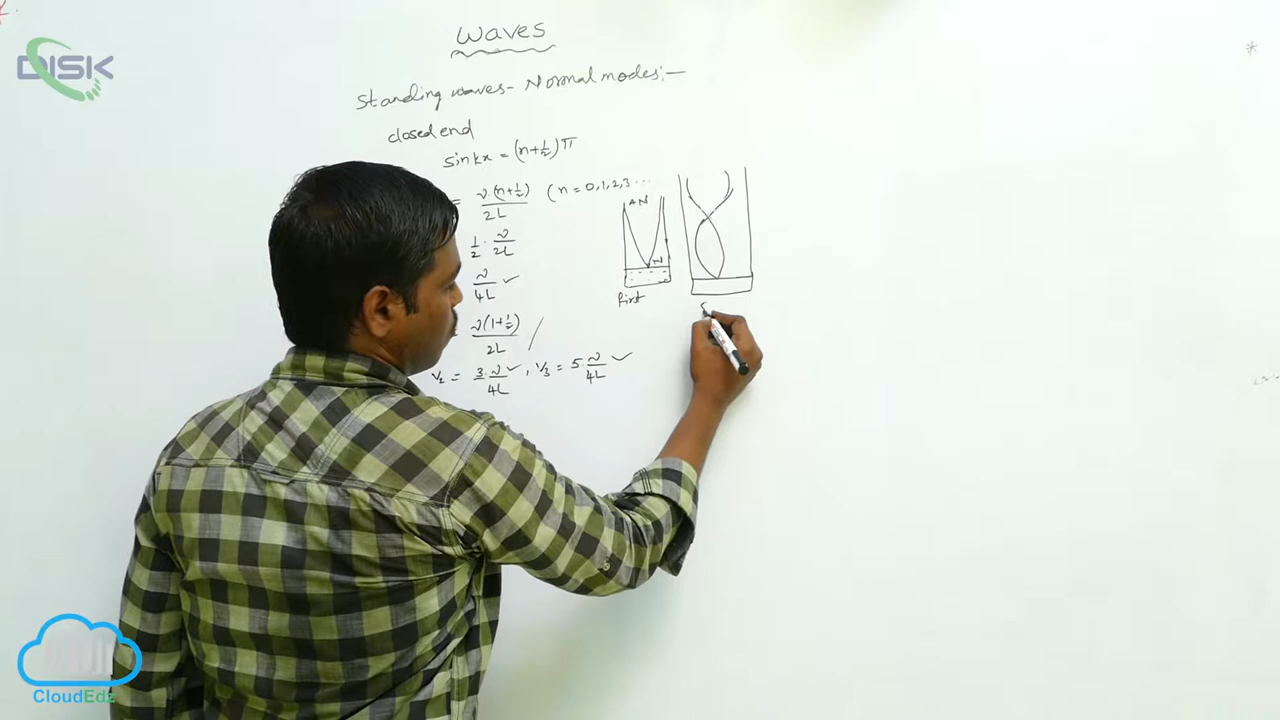 DISK
Waves
Standing waves - Normal modes:-
closed end
sin kx = (n+½)π
= ν(n+½)/2L (n = 0,1,2,3 ...
½ · ν/2L
ν/4L ✓
= ν(1+½)/2L /
ν₂ = 3·ν/4L ✓, ν₃ = 5·ν/4L ✓
AN
N
First
CloudEdz